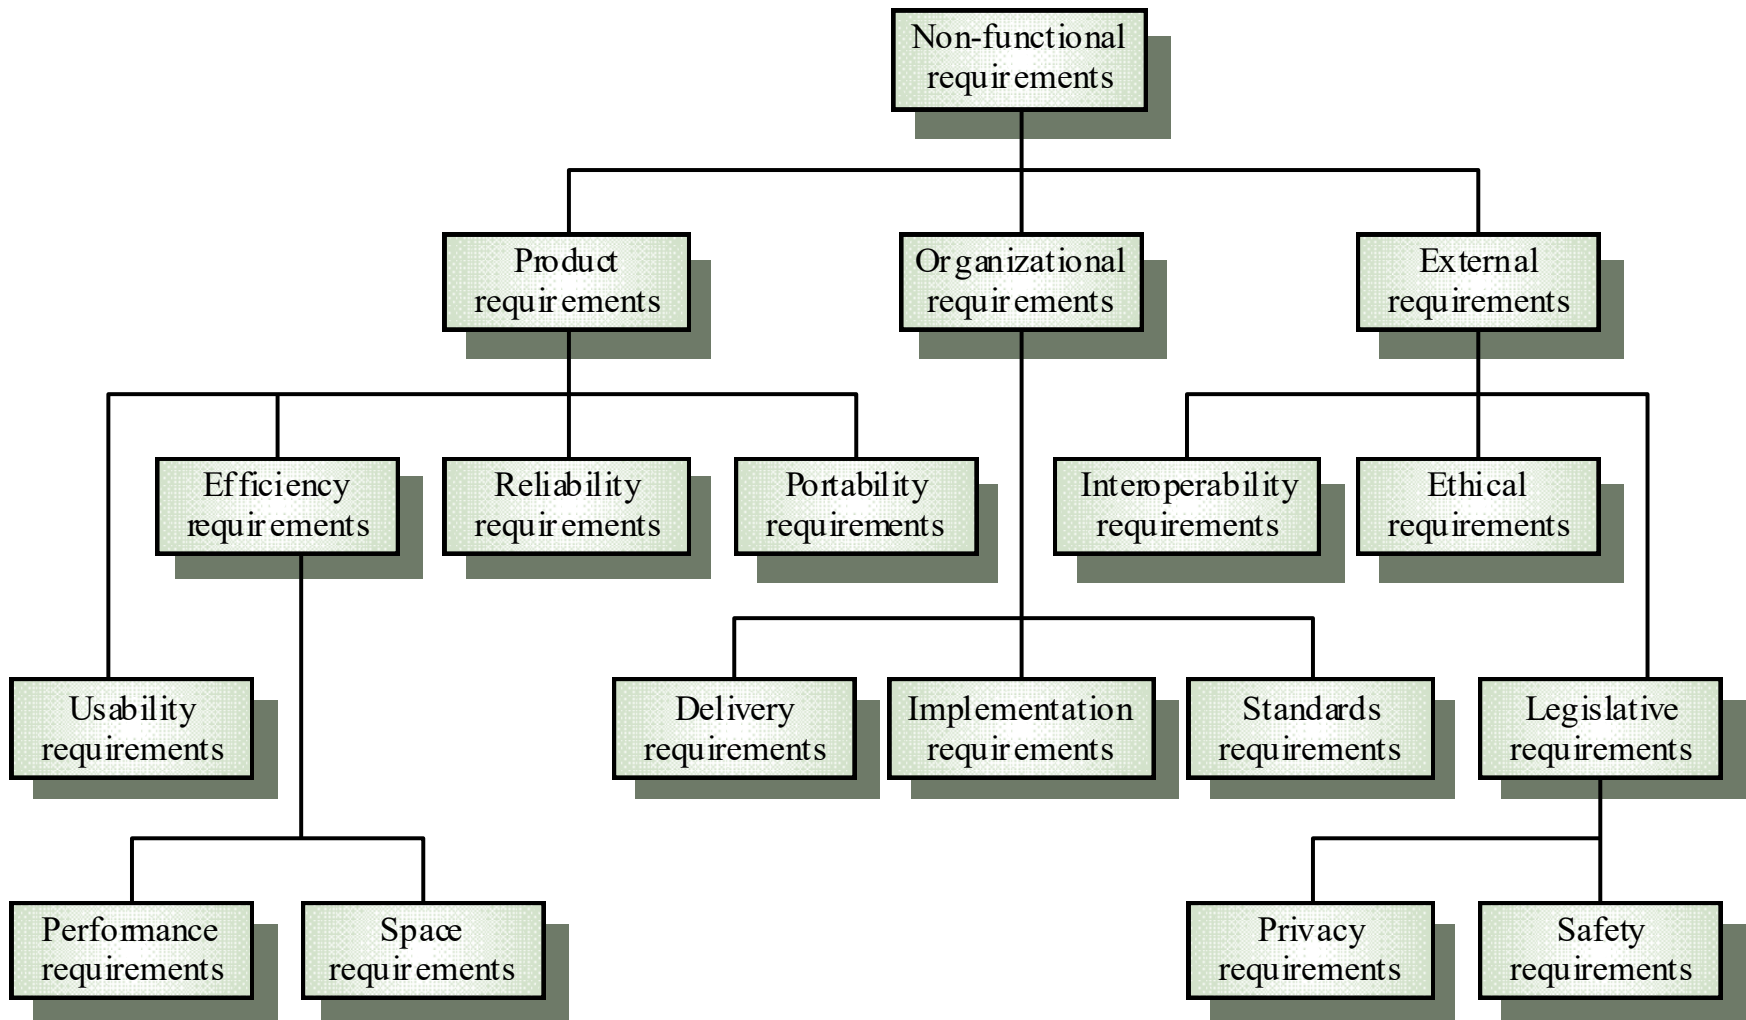 Non-functional
requirements
Product
requirements
Organizational
requirements
External
requirements
Efficiency
requirements
Reliability
requirements
Portability
requirements
Interoperability
requirements
Ethical
requirements
Usability
requirements
Delivery
requirements
Implementation
requirements
Standards
requirements
Legislative
requirements
Performance
requirements
Space
requirements
Privacy
requirements
Safety
requirements